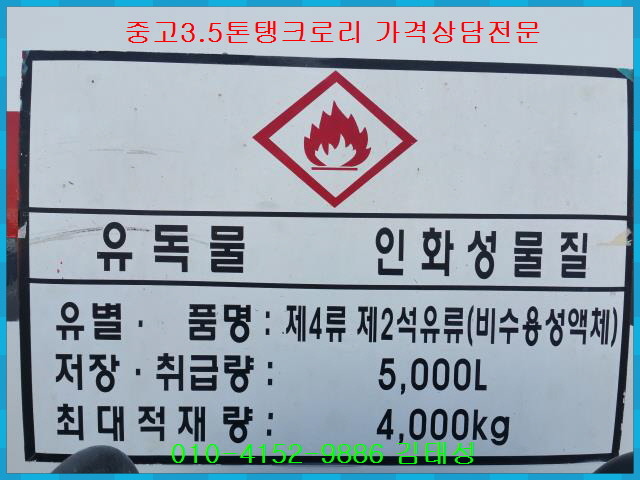 중고3.5톤탱크로리 가격상담전문
유독물 인화성물질
유별· 품명: 제4류 제2석유류(비수용성액체)
저장·취급량: 5,000L
최대적재량: 4,000kg
010 4152 9886 김내성